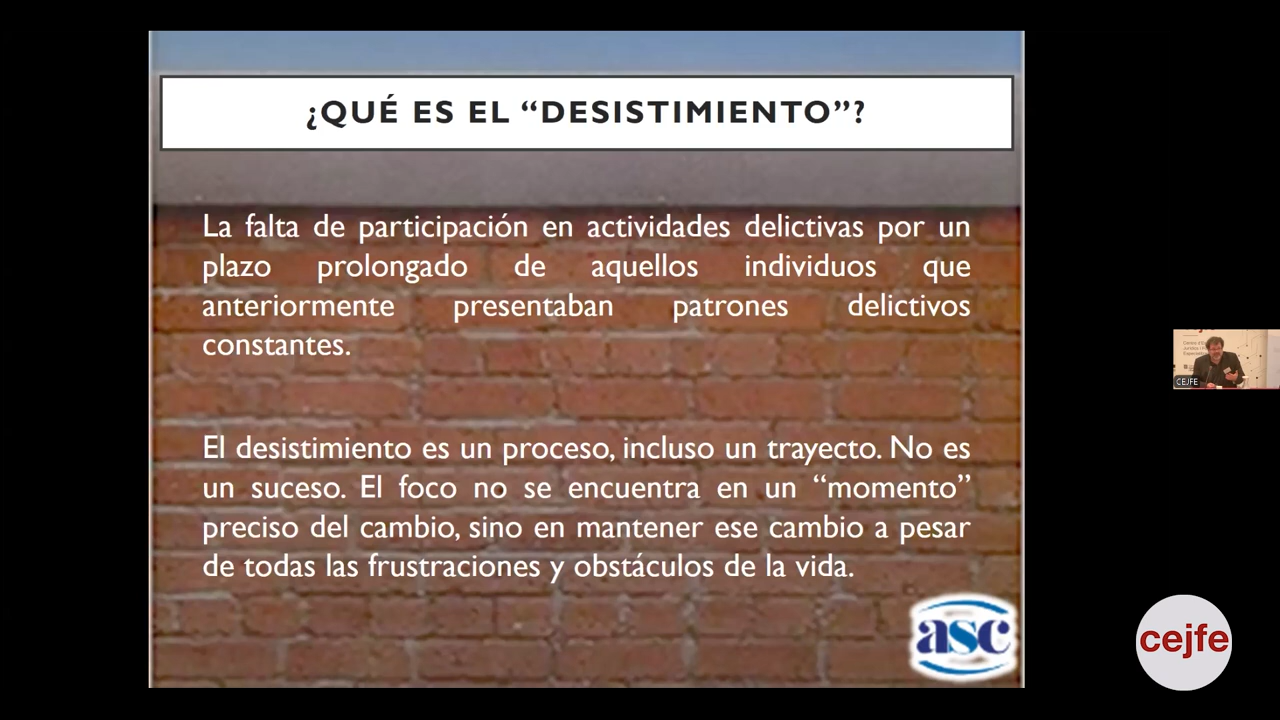 ¿QUÉ ES EL “DESISTIMIENTO”?
La falta de participación en actividades delictivas por un
plazo prolongado de aquellos individuos que
anteriormente presentaban patrones delictivos
constantes.
El desistimiento es un proceso, incluso un trayecto. No es
un suceso. El foco no se encuentra en un “momento”
preciso del cambio, sino en mantener ese cambio a pesar
de todas las frustraciones y obstáculos de la vida.
asc
CEJFE
cejfe